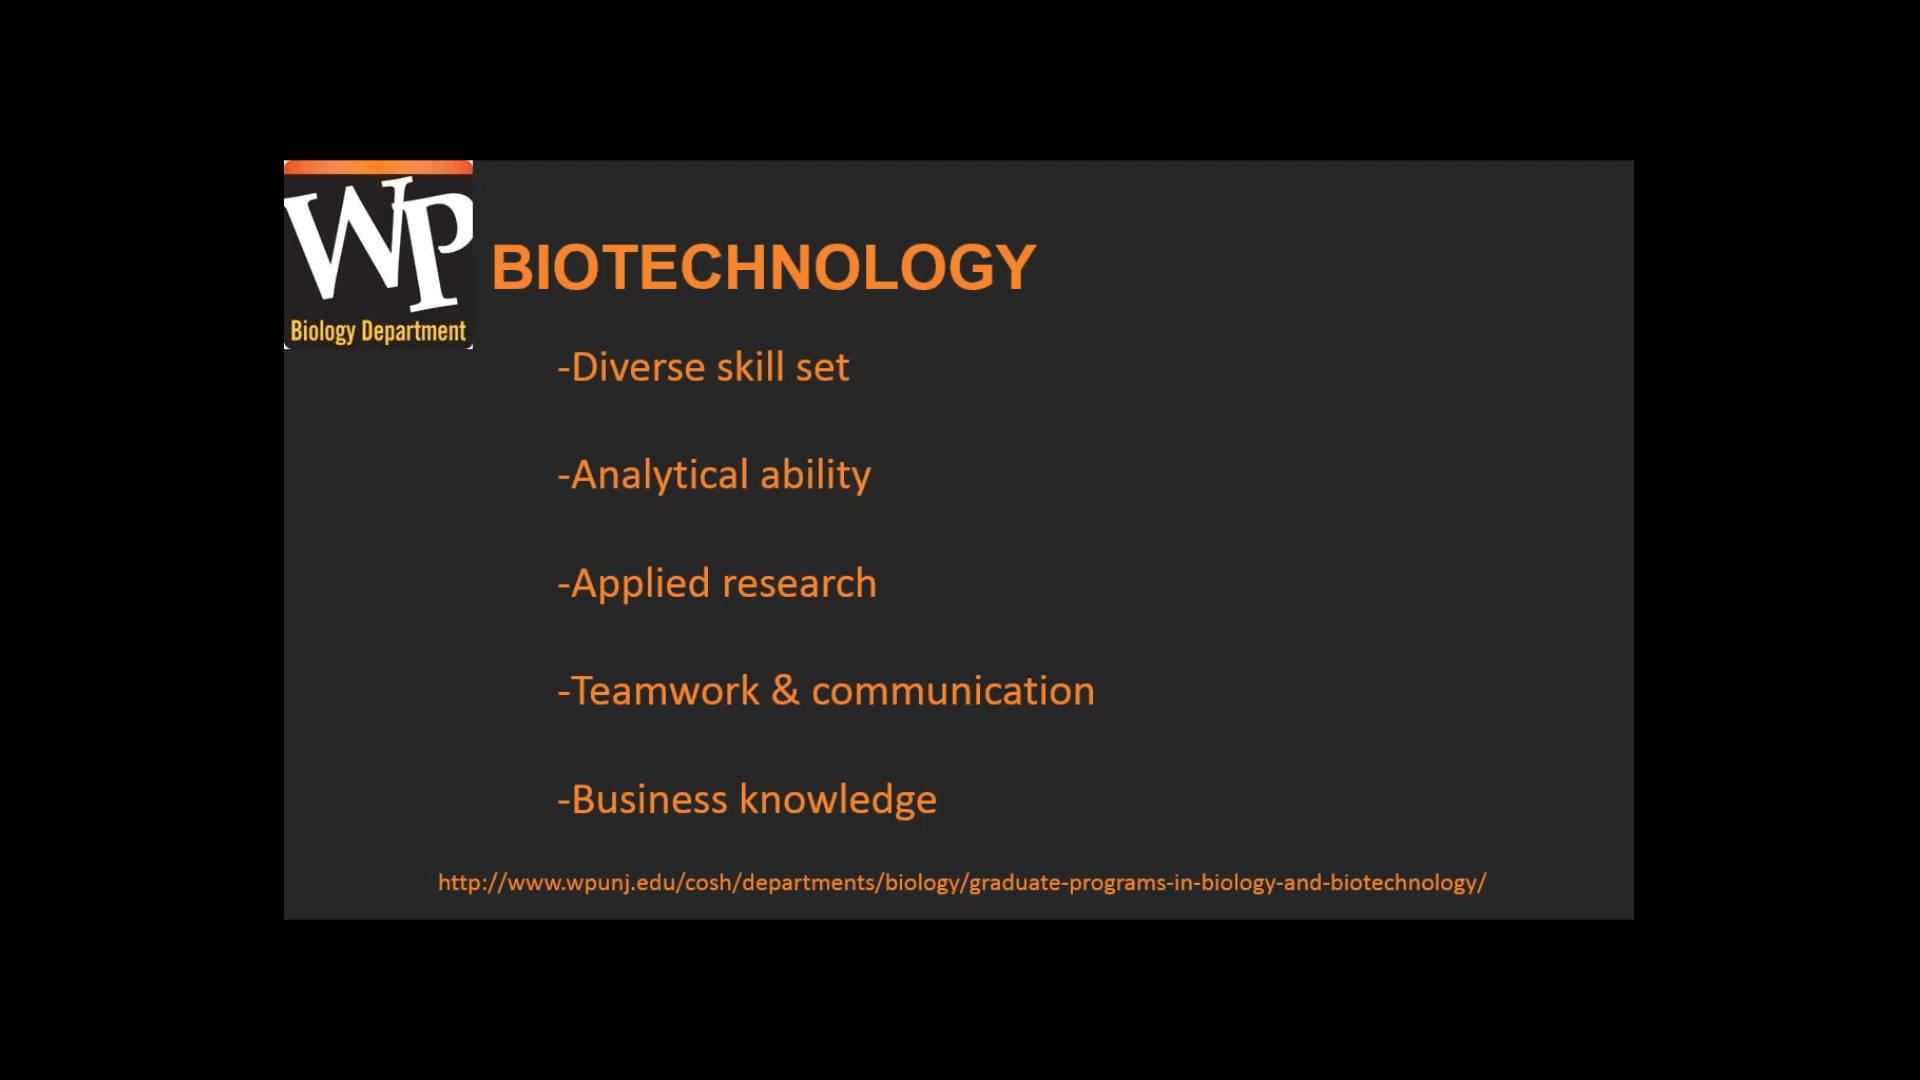 WP
Biology Department
BIOTECHNOLOGY
-Diverse skill set
-Analytical ability
-Applied research
-Teamwork & communication
-Business knowledge
http://www.wpunj.edu/cosh/departments/biology/graduate-programs-in-biology-and-biotechnology/